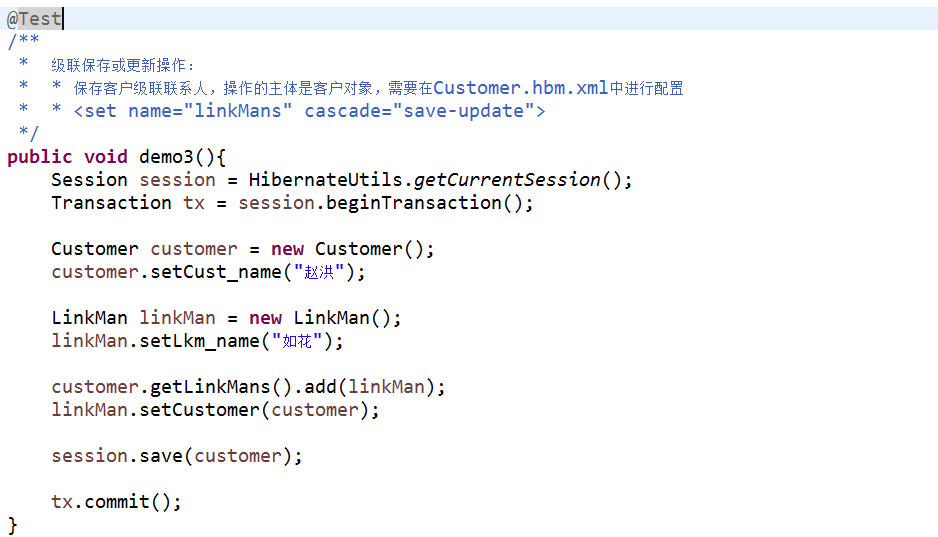 @Test
/**
 *  级联保存或更新操作：
 *  * 保存客户级联联系人，操作的主体是客户对象，需要在Customer.hbm.xml中进行配置
 *  * <set name="linkMans" cascade="save-update">
 */
public void demo3(){
    Session session = HibernateUtils.getCurrentSession();
    Transaction tx = session.beginTransaction();
    Customer customer = new Customer();
    customer.setCust_name("赵洪");
    LinkMan linkMan = new LinkMan();
    linkMan.setLkm_name("如花");
    customer.getLinkMans().add(linkMan);
    linkMan.setCustomer(customer);
    session.save(customer);
    tx.commit();
}